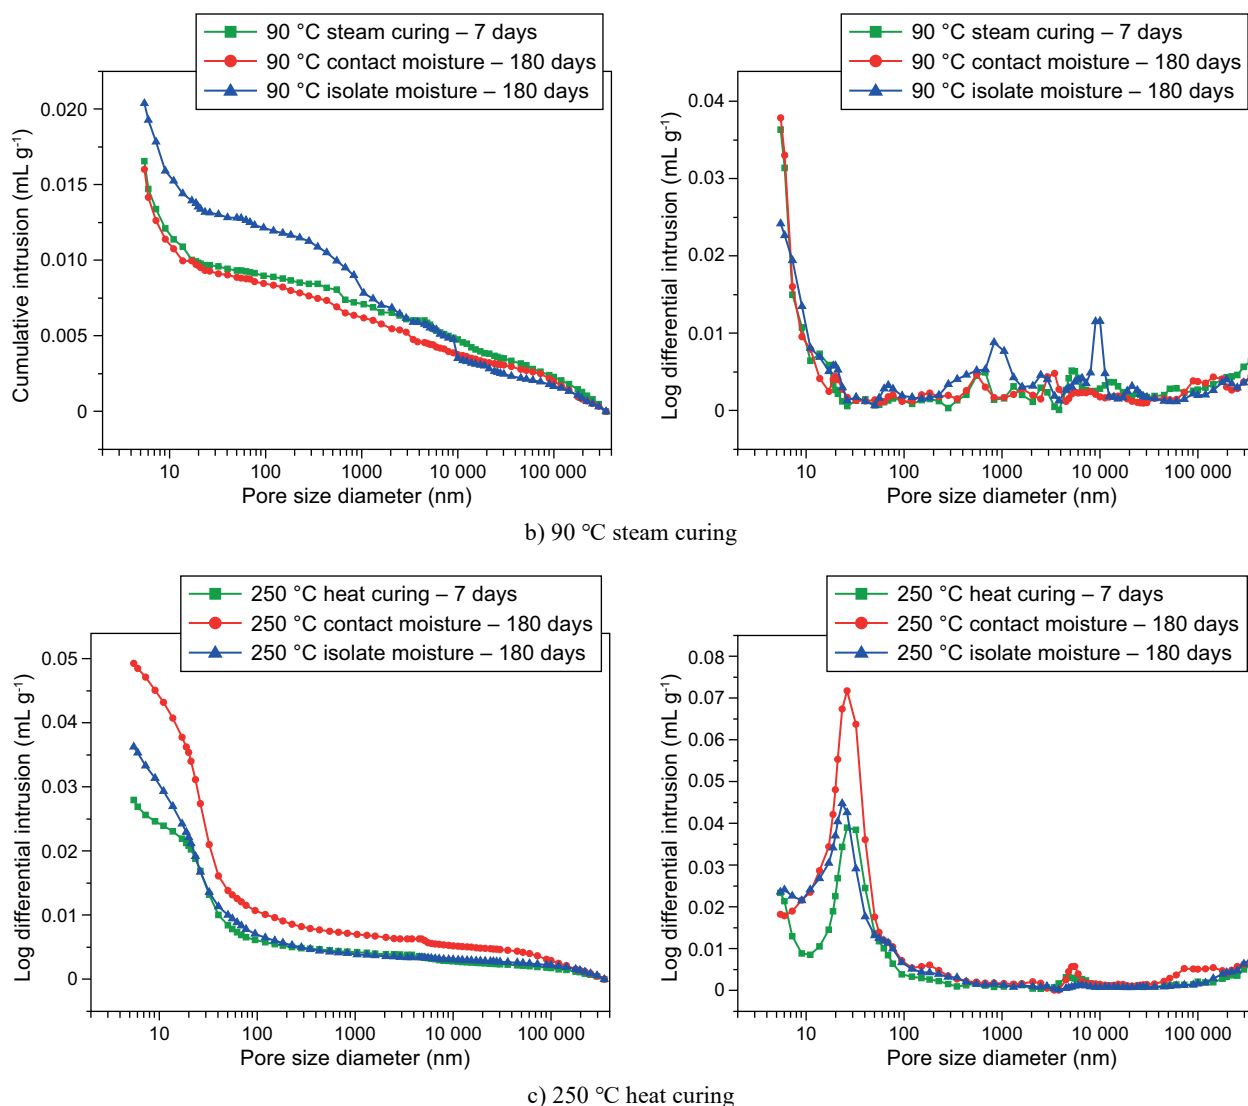 90 °C steam curing – 7 days
90 °C contact moisture – 180 days
90 °C isolate moisture – 180 days
Cumulative intrusion (mL g⁻¹)
0.020
0.015
0.010
0.005
0
10 100 1000 10 000 100 000
Pore size diameter (nm)
90 °C steam curing – 7 days
90 °C contact moisture – 180 days
90 °C isolate moisture – 180 days
Log differential intrusion (mL g⁻¹)
0.04
0.03
0.02
0.01
0
10 100 1000 10 000 100 000
Pore size diameter (nm)
b) 90 °C steam curing
250 °C heat curing – 7 days
250 °C contact moisture – 180 days
250 °C isolate moisture – 180 days
Log differential intrusion (mL g⁻¹)
0.05
0.04
0.03
0.02
0.01
0
10 100 1000 10 000 100 000
Pore size diameter (nm)
250 °C heat curing – 7 days
250 °C contact moisture – 180 days
250 °C isolate moisture – 180 days
Log differential intrusion (mL g⁻¹)
0.08
0.07
0.06
0.05
0.04
0.03
0.02
0.01
0
10 100 1000 10 000 100 000
Pore size diameter (nm)
c) 250 °C heat curing